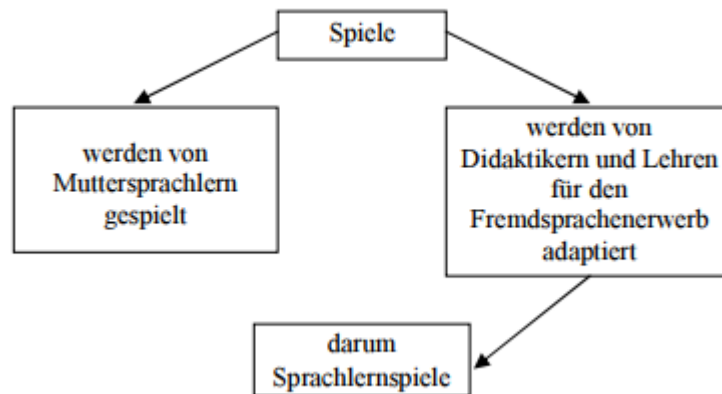 Spiele
werden von
Muttersprachlern
gespielt
werden von
Didaktikern und Lehren
für den
Fremdsprachenerwerb
adaptiert
darum
Sprachlernspiele